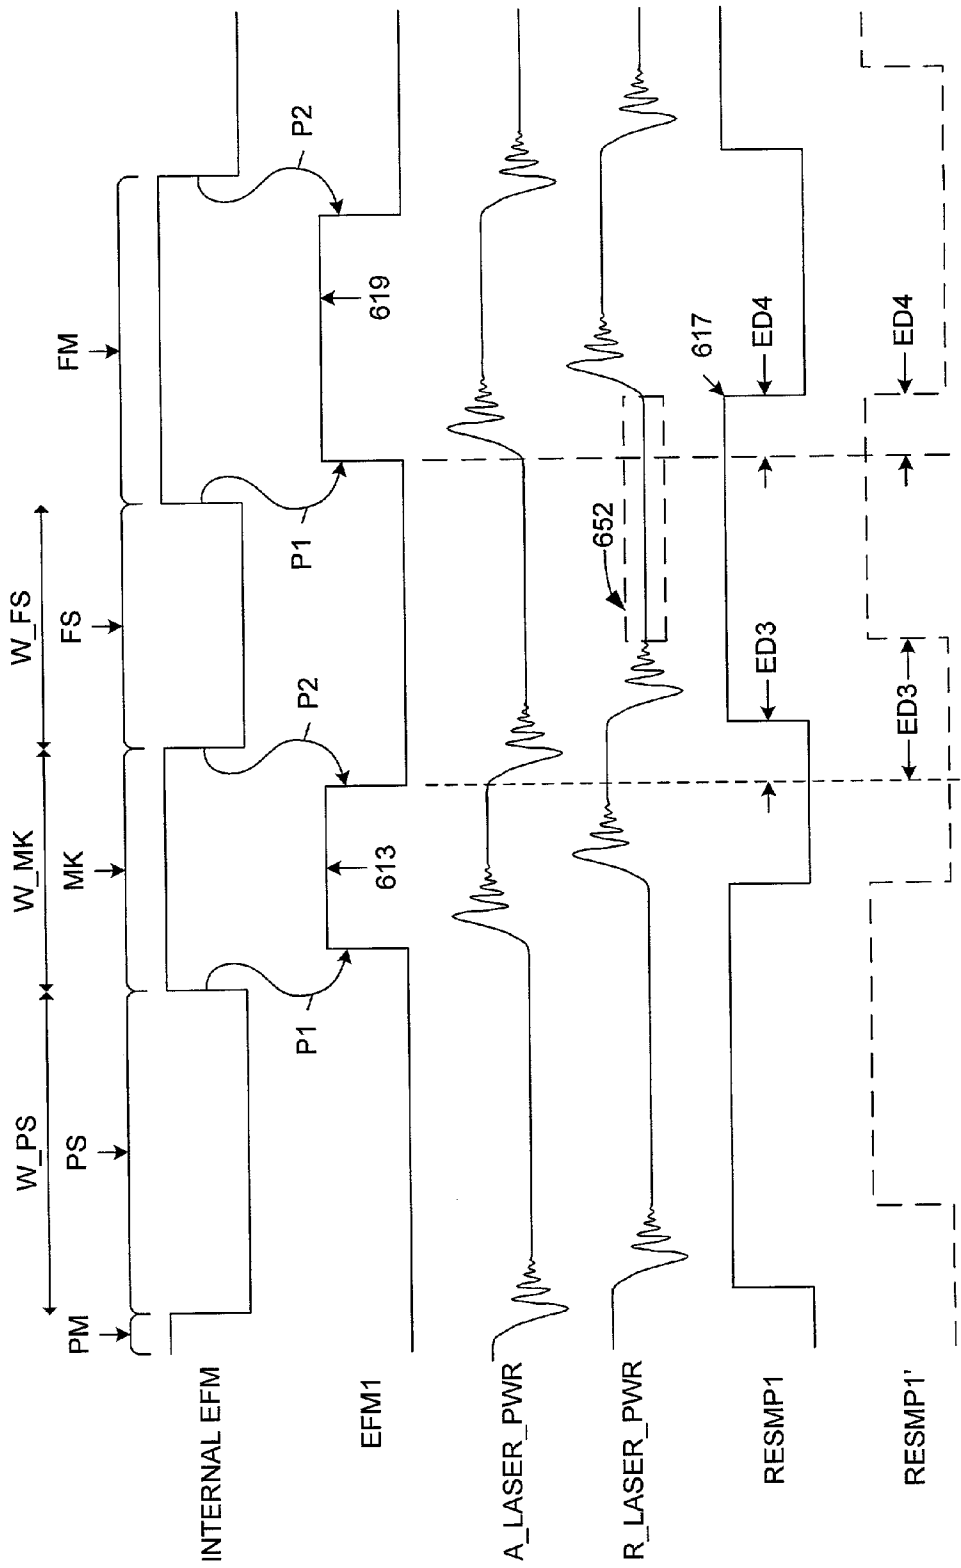 W_PS
W_MK
W_FS
PM
PS
MK
FS
FM
INTERNAL EFM
P1
P2
P1
P2
EFM1
613
619
A_LASER_PWR
652
R_LASER_PWR
617
RESMP1
ED3
ED4
RESMP1'
ED3
ED4